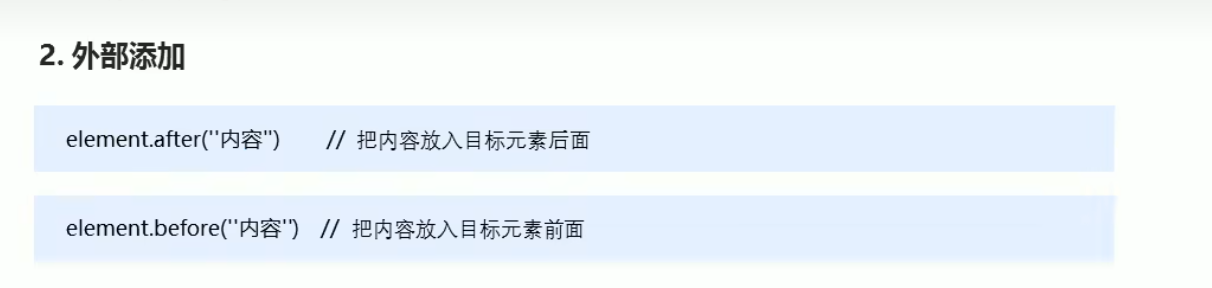 2. 外部添加
element.after(''内容'') // 把内容放入目标元素后面
element.before(''内容'') // 把内容放入目标元素前面